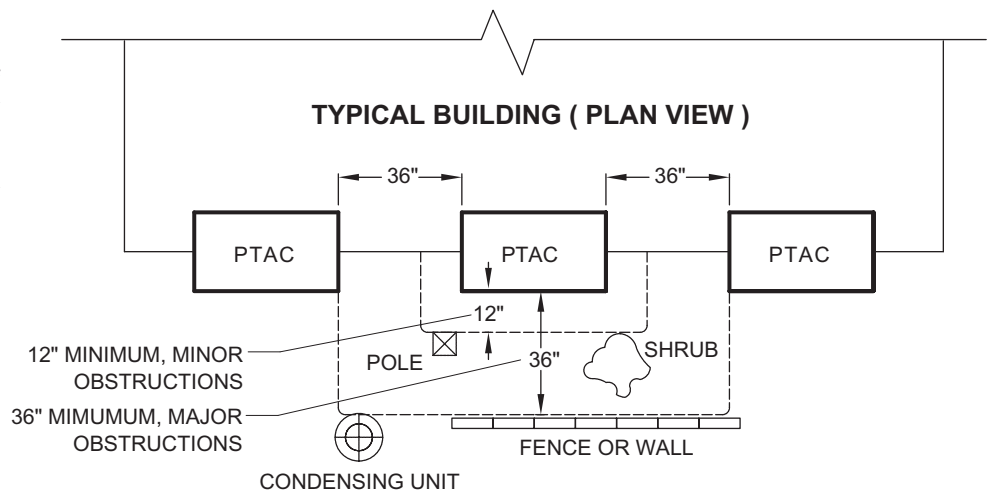 TYPICAL BUILDING ( PLAN VIEW )
36" 36"
PTAC PTAC PTAC
12"
12" MINIMUM, MINOR
OBSTRUCTIONS
POLE
36"
SHRUB
36" MIMUMUM, MAJOR
OBSTRUCTIONS
FENCE OR WALL
CONDENSING UNIT